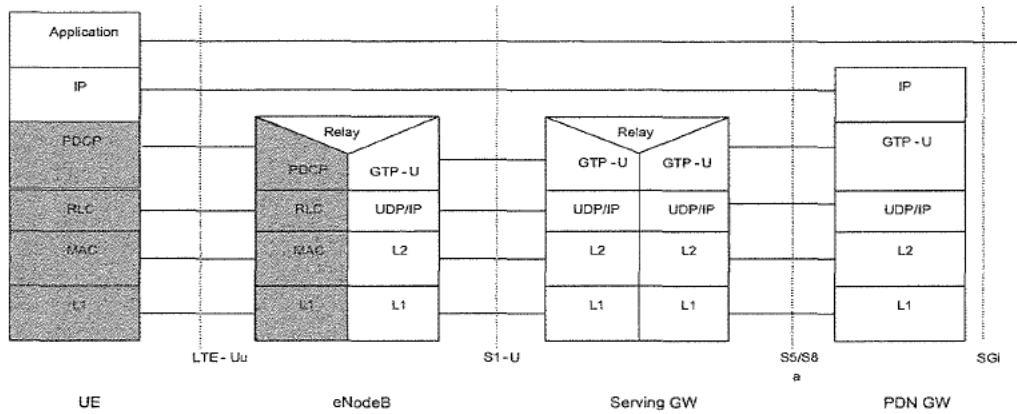 Application
IP
IP
PDCP
Relay
Relay
GTP-U
PDCP
GTP-U
GTP-U
GTP-U
RLC
RLC
UDP/IP
UDP/IP
UDP/IP
UDP/IP
MAC
MAC
L2
L2
L2
L2
L1
L1
L1
L1
L1
L1
LTE-Uu
S1-U
S5/S8
a
SGi
UE
eNodeB
Serving GW
PDN GW